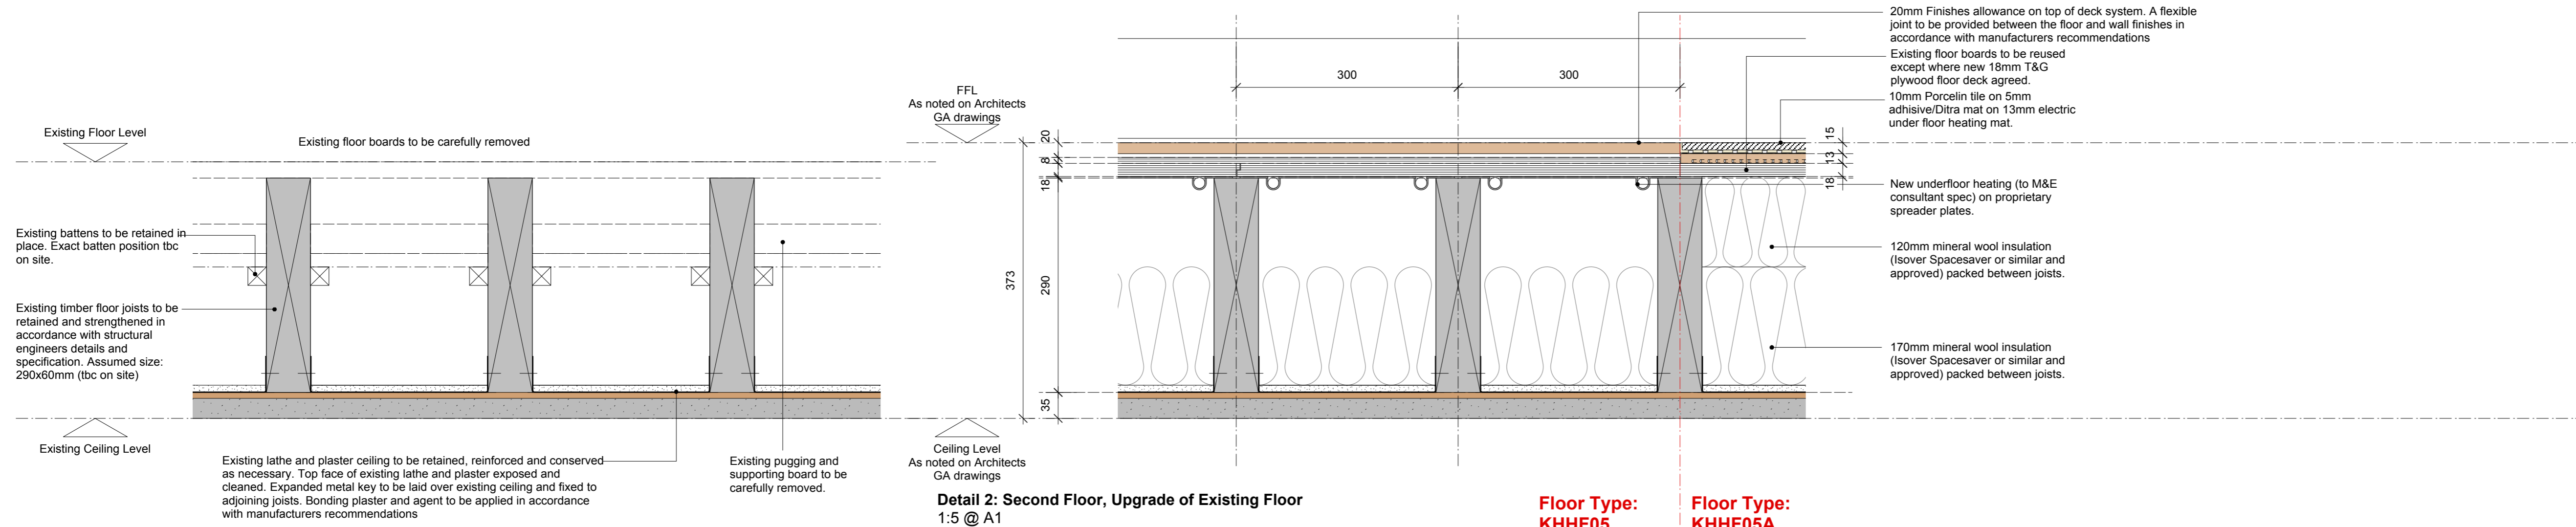 20mm Finishes allowance on top of deck system. A flexible
joint to be provided between the floor and wall finishes in
accordance with manufacturers recommendations
Existing floor boards to be reused
except where new 18mm T&G
plywood floor deck agreed.
10mm Porcelin tile on 5mm
adhisive/Ditra mat on 13mm electric
under floor heating mat.
300
300
FFL
As noted on Architects
GA drawings
Existing Floor Level
Existing floor boards to be carefully removed
20
8
18
15
13
18
New underfloor heating (to M&E
consultant spec) on proprietary
spreader plates.
Existing battens to be retained in
place. Exact batten position tbc
on site.
120mm mineral wool insulation
(Isover Spacesaver or similar and
approved) packed between joists.
373
290
Existing timber floor joists to be
retained and strengthened in
accordance with structural
engineers details and
specification. Assumed size:
290x60mm (tbc on site)
170mm mineral wool insulation
(Isover Spacesaver or similar and
approved) packed between joists.
35
Existing Ceiling Level
Ceiling Level
As noted on Architects
GA drawings
Existing lathe and plaster ceiling to be retained, reinforced and conserved
as necessary. Top face of existing lathe and plaster exposed and
cleaned. Expanded metal key to be laid over existing ceiling and fixed to
adjoining joists. Bonding plaster and agent to be applied in accordance
with manufacturers recommendations
Existing pugging and
supporting board to be
carefully removed.
Detail 2: Second Floor, Upgrade of Existing Floor
1:5 @ A1
Floor Type:
KHHF05
Floor Type:
KHHF05A